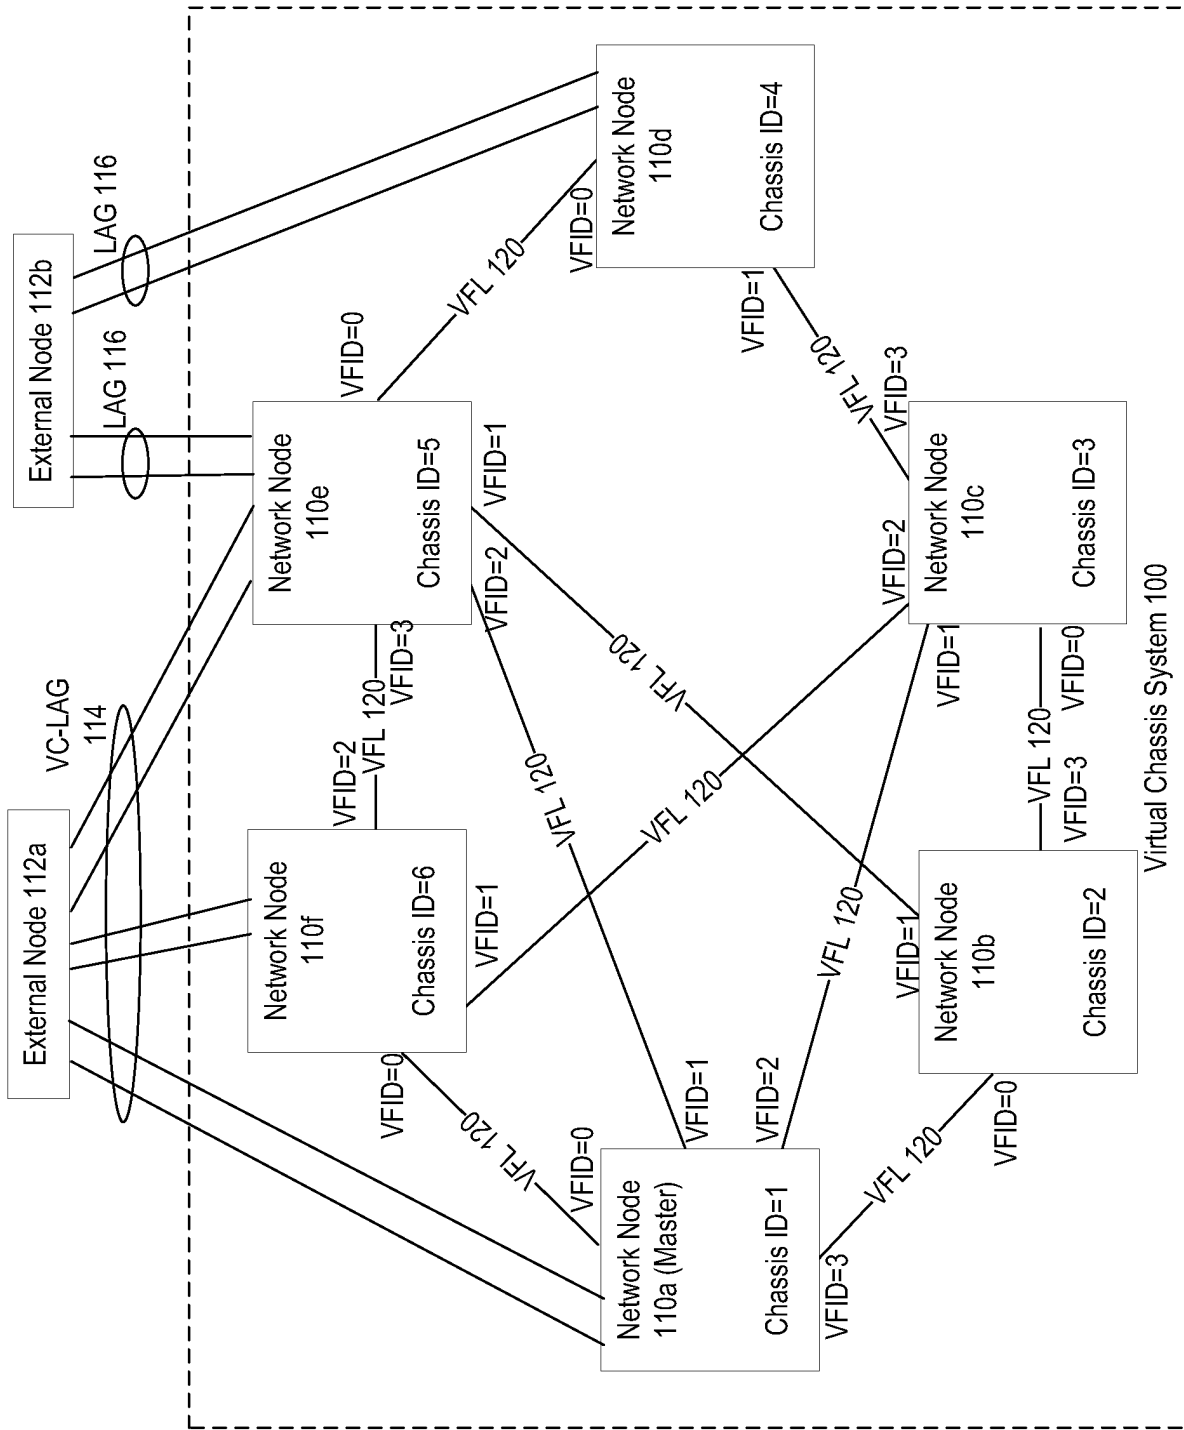 External Node 112a
External Node 112b
VC-LAG
114
LAG 116
LAG 116
Network Node
110f
Chassis ID=6
VFID=0
VFID=1
VFID=2
VFL 120
VFID=3
Network Node
110e
Chassis ID=5
VFID=0
VFID=1
VFID=2
VFL 120
VFID=0
Network Node
110d
Chassis ID=4
VFID=1
VFL 120
VFL 120
VFL 120
VFL 120
VFL 120
VFID=0
Network Node
110a (Master)
Chassis ID=1
VFID=1
VFID=2
VFID=3
VFL 120
VFL 120
VFID=0
VFID=1
Network Node
110b
Chassis ID=2
VFID=3
VFL 120
VFID=0
VFID=1
VFID=2
VFID=3
Network Node
110c
Chassis ID=3
Virtual Chassis System 100